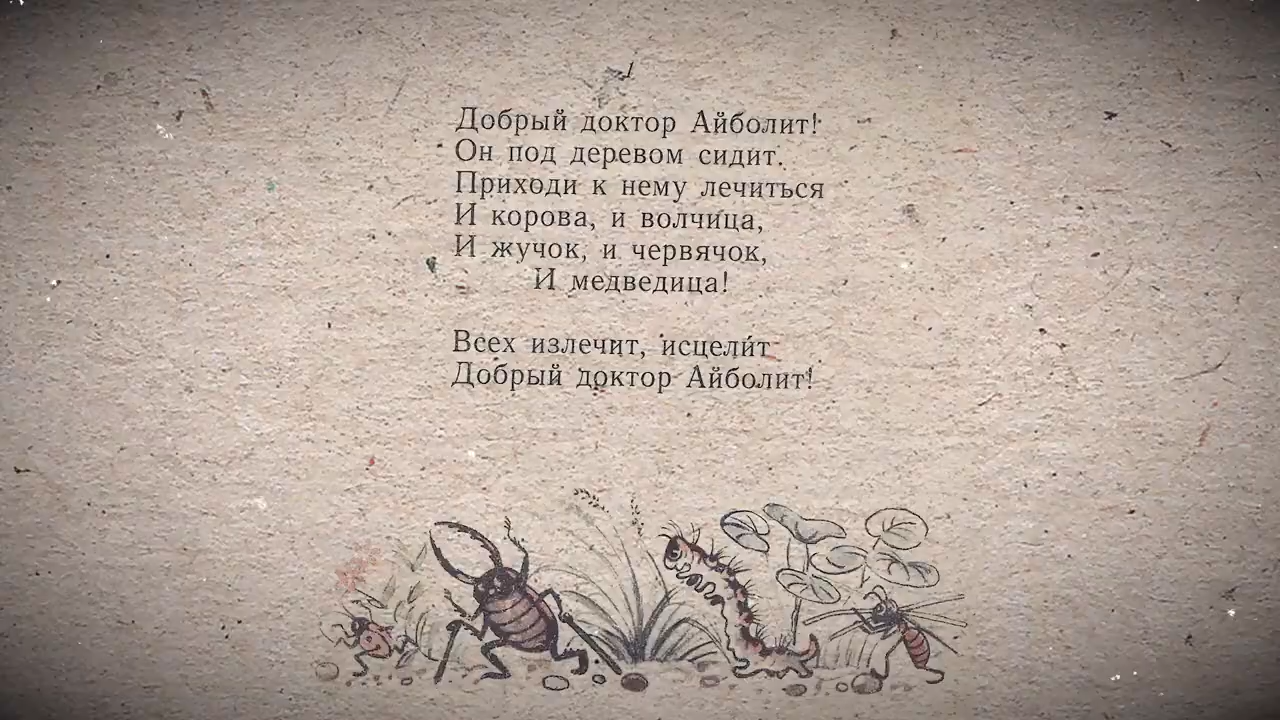 Добрый доктор Айболит!
Он под деревом сидит.
Приходи к нему лечиться
И корова, и волчица,
И жучок, и червячок,
И медведица!
Всех излечит, исцели́т
Добрый доктор Айболит!